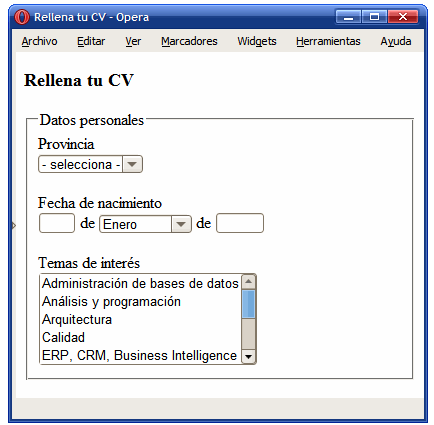 Rellena tu CV - Opera
Archivo Editar Ver Marcadores Widgets Herramientas Ayuda
Rellena tu CV
Datos personales
Provincia
- selecciona -
Fecha de nacimiento
de Enero de
Temas de interés
Administración de bases de datos
Análisis y programación
Arquitectura
Calidad
ERP, CRM, Business Intelligence